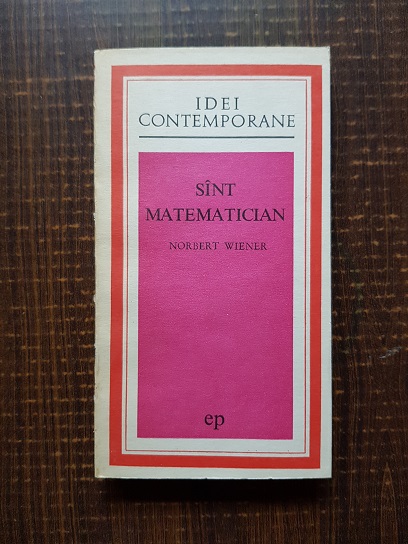 IDEI
CONTEMPORANE
SÎNT
MATEMATICIAN
NORBERT WIENER
ep